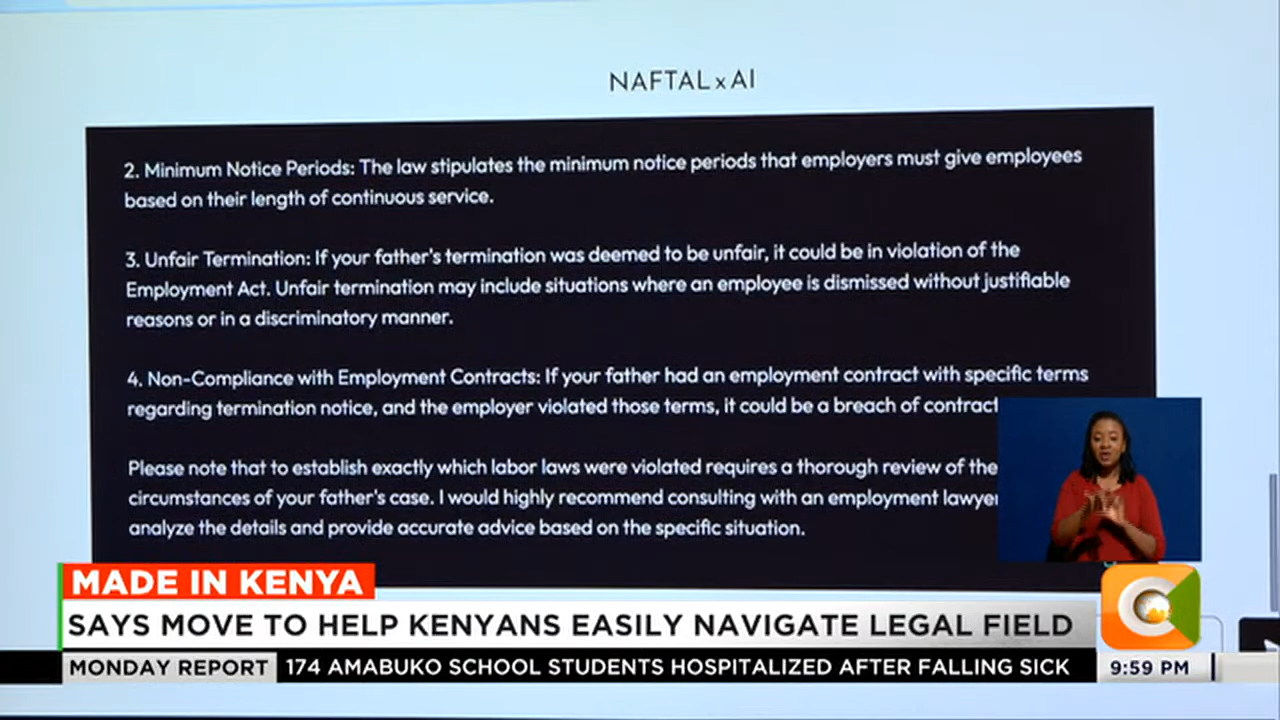 NAFTAL x AI
2. Minimum Notice Periods: The law stipulates the minimum notice periods that employers must give employees
based on their length of continuous service.
3. Unfair Termination: If your father's termination was deemed to be unfair, it could be in violation of the
Employment Act. Unfair termination may include situations where an employee is dismissed without justifiable
reasons or in a discriminatory manner.
4. Non-Compliance with Employment Contracts: If your father had an employment contract with specific terms
regarding termination notice, and the employer violated those terms, it could be a breach of contract
Please note that to establish exactly which labor laws were violated requires a thorough review of the
circumstances of your father's case. I would highly recommend consulting with an employment lawyer
analyze the details and provide accurate advice based on the specific situation.
MADE IN KENYA
SAYS MOVE TO HELP KENYANS EASILY NAVIGATE LEGAL FIELD
MONDAY REPORT 174 AMABUKO SCHOOL STUDENTS HOSPITALIZED AFTER FALLING SICK 9:59 PM